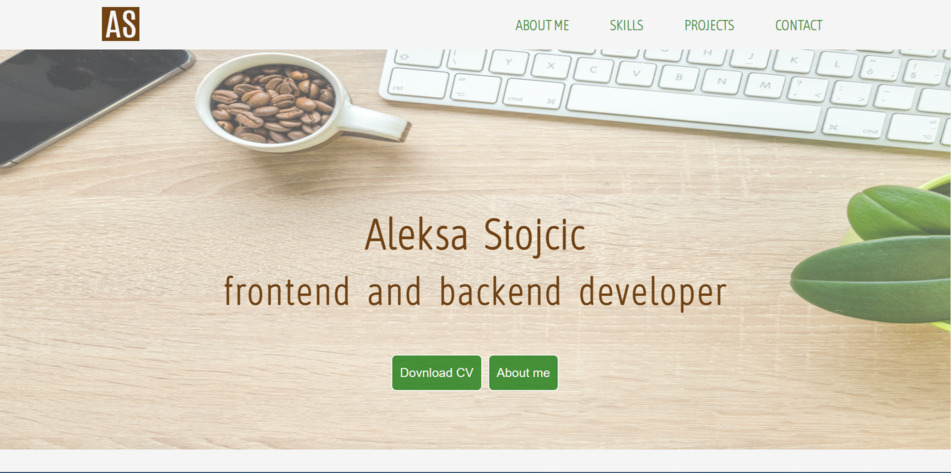 AS
ABOUT ME SKILLS PROJECTS CONTACT
Aleksa Stojcic
frontend and backend developer
Dovnload CV About me